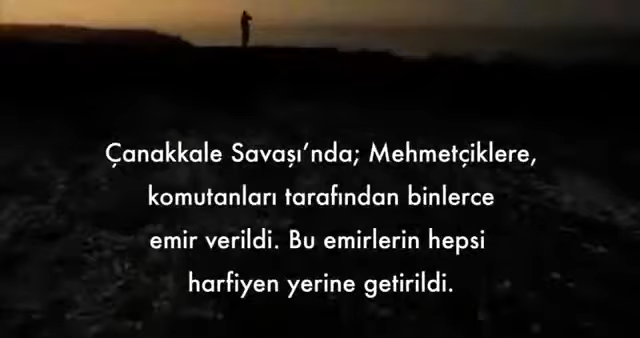 Çanakkale Savaşı'nda; Mehmetçiklere,
komutanları tarafından binlerce
emir verildi. Bu emirlerin hepsi
harfiyen yerine getirildi.